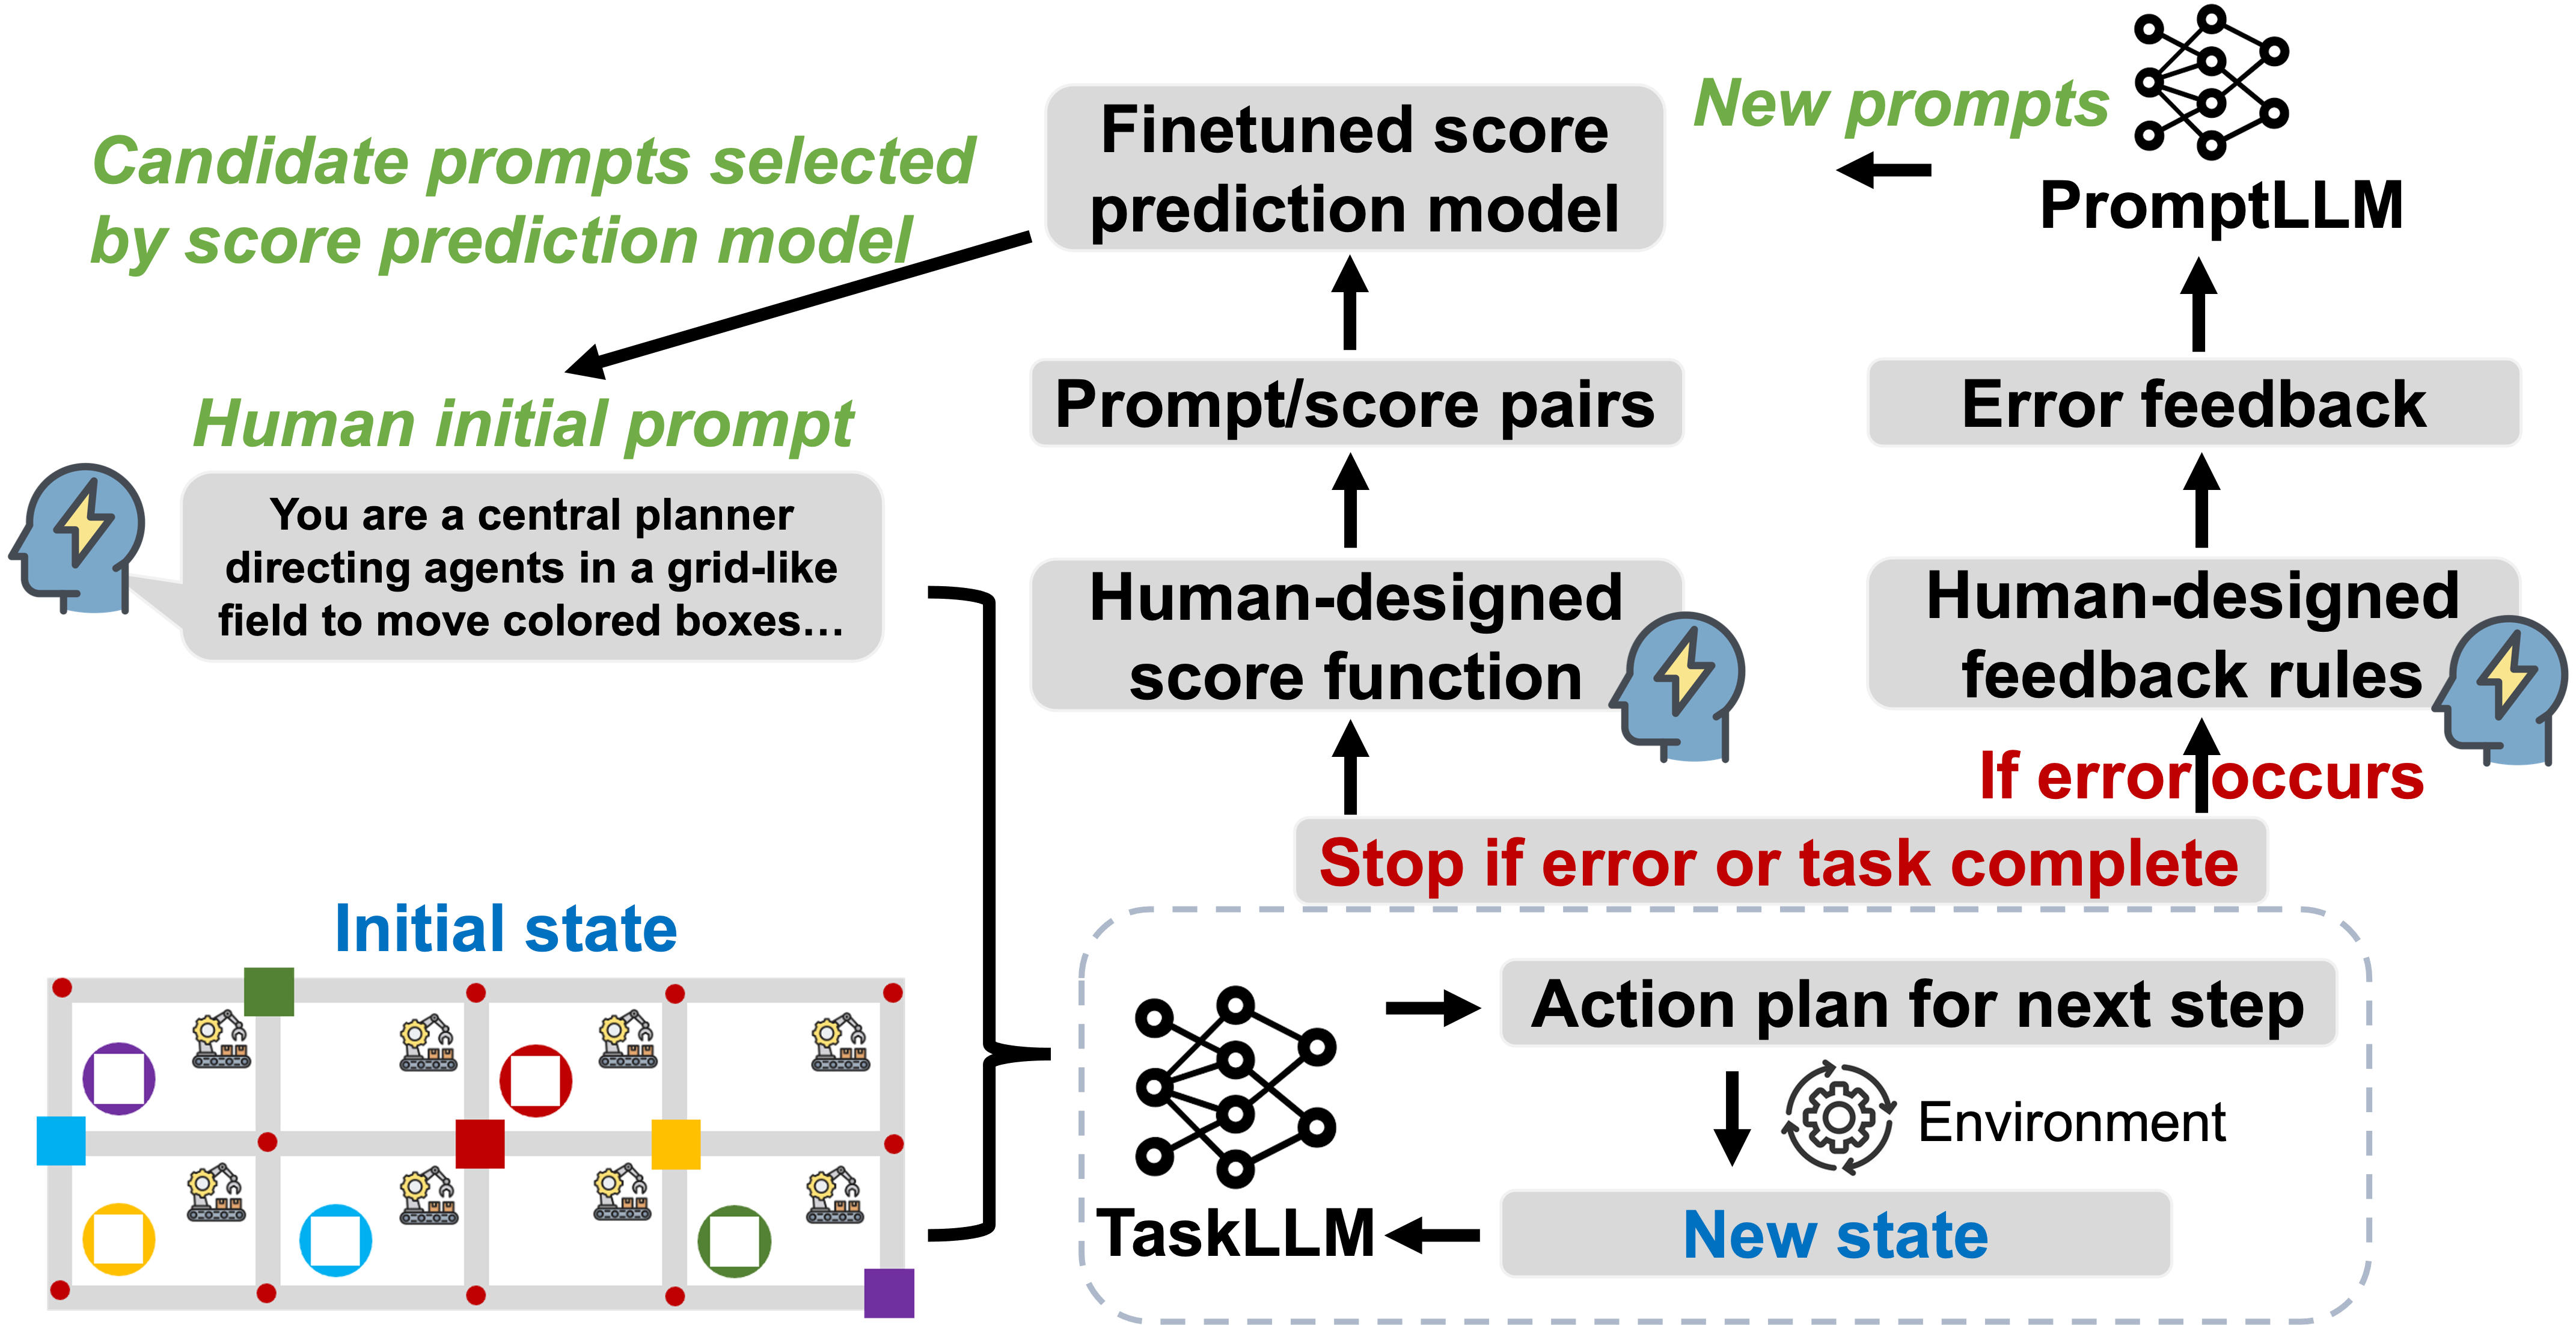 Candidate prompts selected
by score prediction model
Human initial prompt
You are a central planner
directing agents in a grid-like
field to move colored boxes…
Initial state
Finetuned score
prediction model
Prompt/score pairs
Human-designed
score function
New prompts
PromptLLM
Error feedback
Human-designed
feedback rules
If error occurs
Stop if error or task complete
Action plan for next step
Environment
TaskLLM
New state